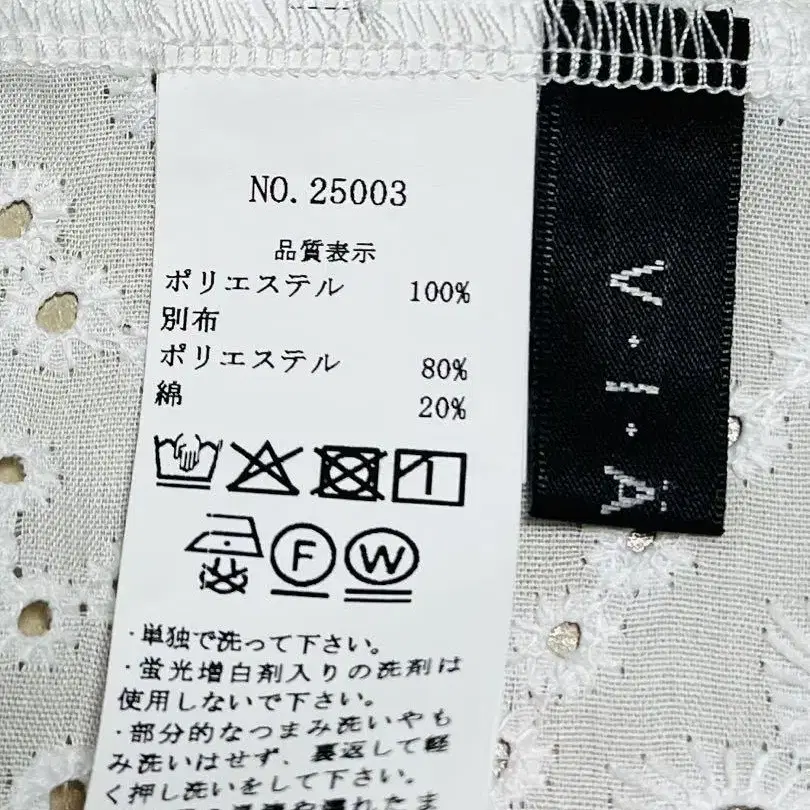 NO. 25003
品質表示
ポリエステル 100%
別布
ポリエステル 80%
綿 20%
F W
・単独で洗って下さい。
・蛍光増白剤入りの洗剤は
使用しないで下さい。
・部分的なつまみ洗いやも
み洗いはせず、裏返して軽
く押し洗いをして下さい。
V・I・Ä